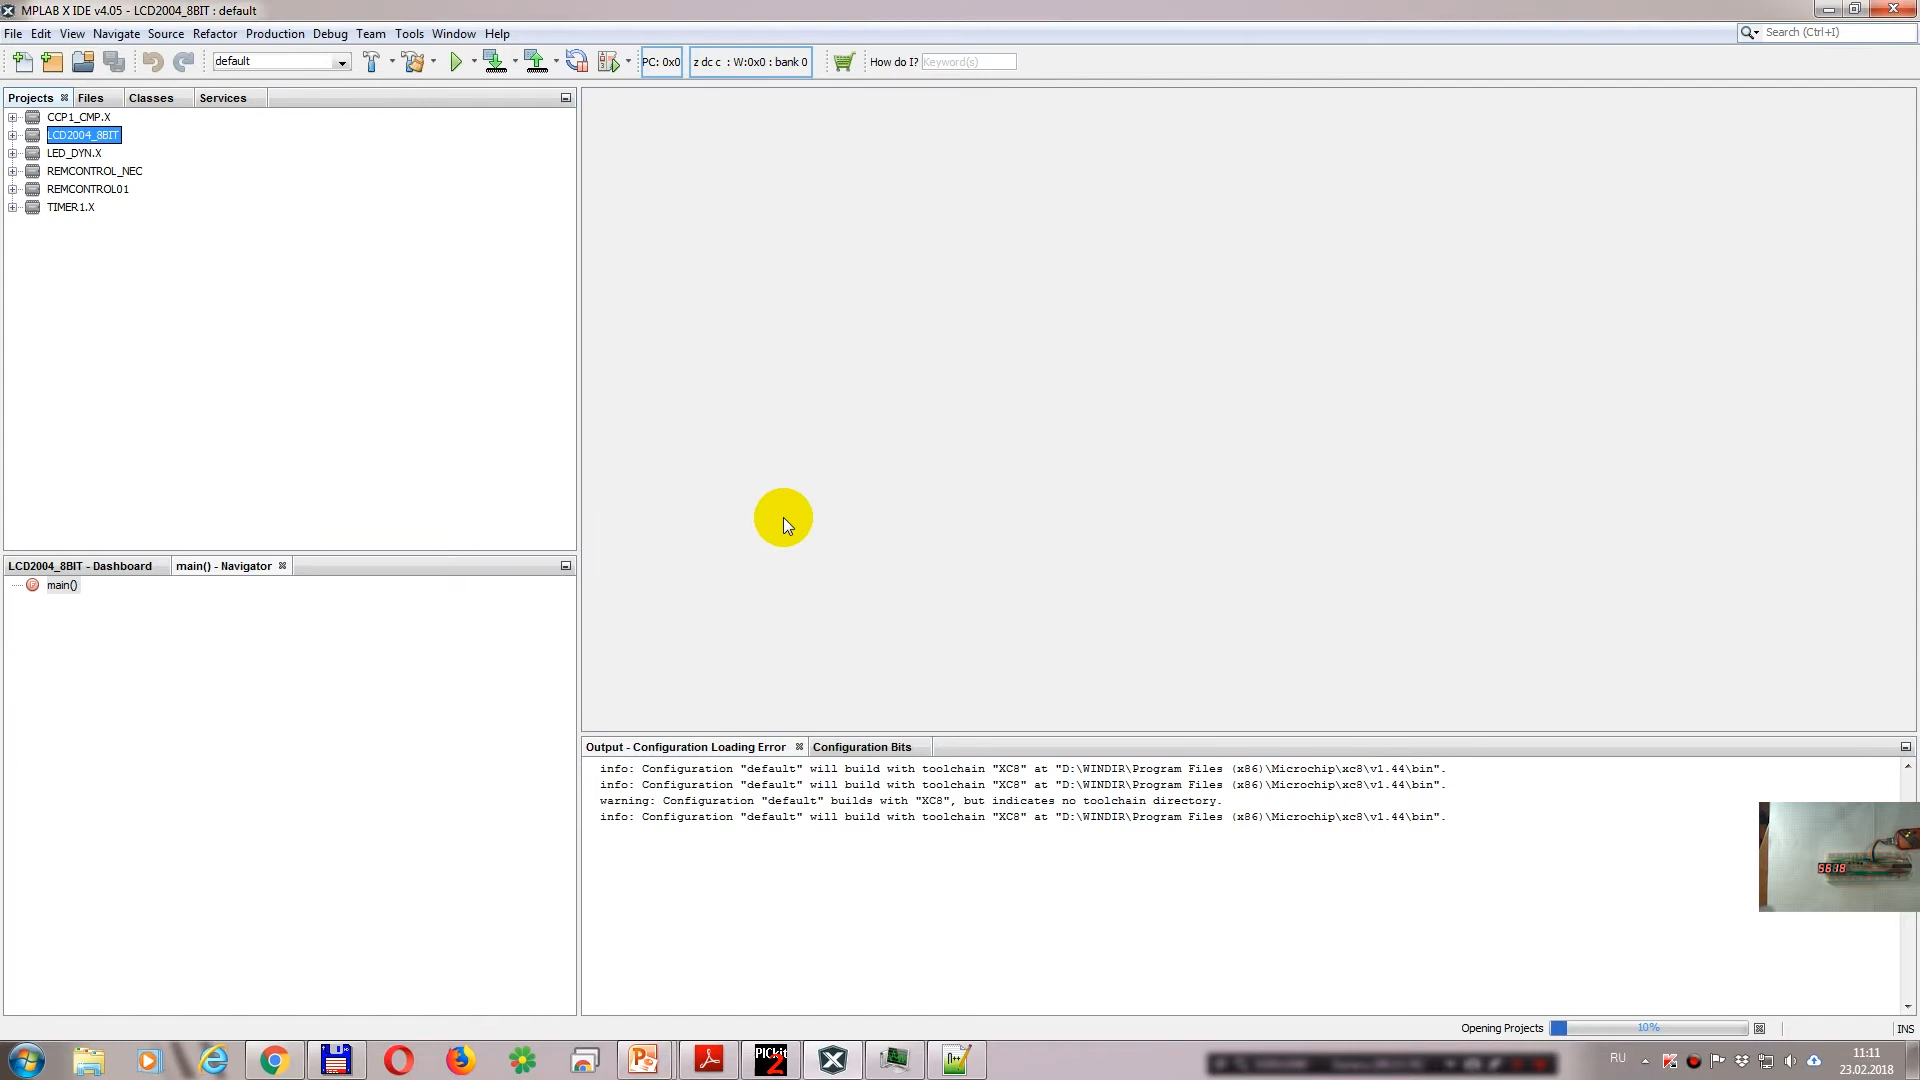 MPLAB X IDE v4.05 - LCD2004_8BIT : default
File Edit View Navigate Source Refactor Production Debug Team Tools Window Help
Search (Ctrl+I)
default
PC: 0x0
z dc c : W:0x0 : bank 0
How do I? Keyword(s)
Projects Files Classes Services
CCP1_CMP.X
LCD2004_8BIT
LED_DYN.X
REMCONTROL_NEC
REMCONTROL01
TIMER1.X
LCD2004_8BIT - Dashboard main() - Navigator
main()
Output - Configuration Loading Error Configuration Bits
info: Configuration "default" will build with toolchain "XC8" at "D:\WINDIR\Program Files (x86)\Microchip\xc8\v1.44\bin".
info: Configuration "default" will build with toolchain "XC8" at "D:\WINDIR\Program Files (x86)\Microchip\xc8\v1.44\bin".
warning: Configuration "default" builds with "XC8", but indicates no toolchain directory.
info: Configuration "default" will build with toolchain "XC8" at "D:\WINDIR\Program Files (x86)\Microchip\xc8\v1.44\bin".
Opening Projects 10% INS
PICkit 2
RU
11:11
23.02.2018